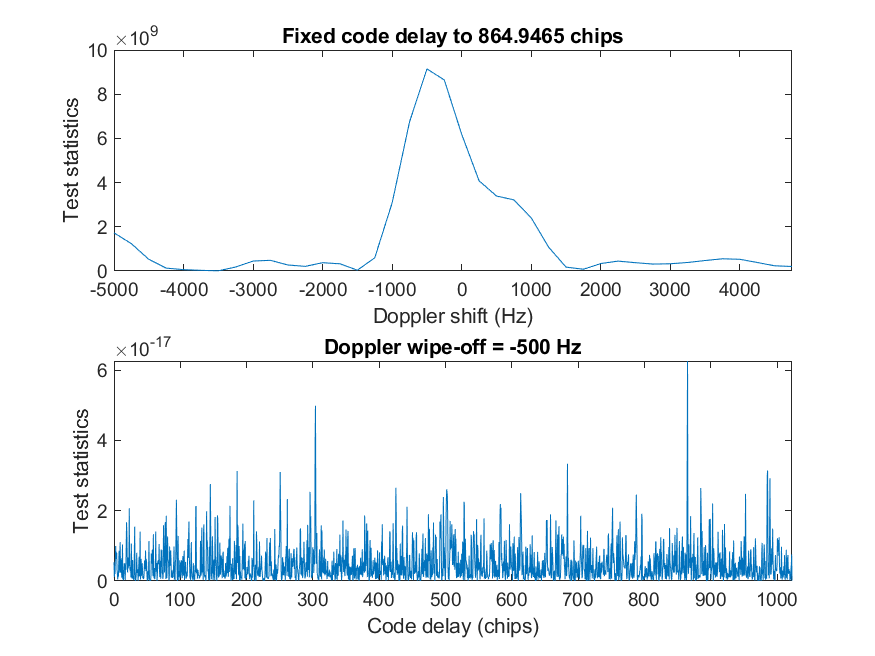 ×10^9
Fixed code delay to 864.9465 chips
10
8
6
4
2
0
Test statistics
-5000 -4000 -3000 -2000 -1000 0 1000 2000 3000 4000
Doppler shift (Hz)
×10^-17
Doppler wipe-off = -500 Hz
6
4
2
0
Test statistics
0 100 200 300 400 500 600 700 800 900 1000
Code delay (chips)